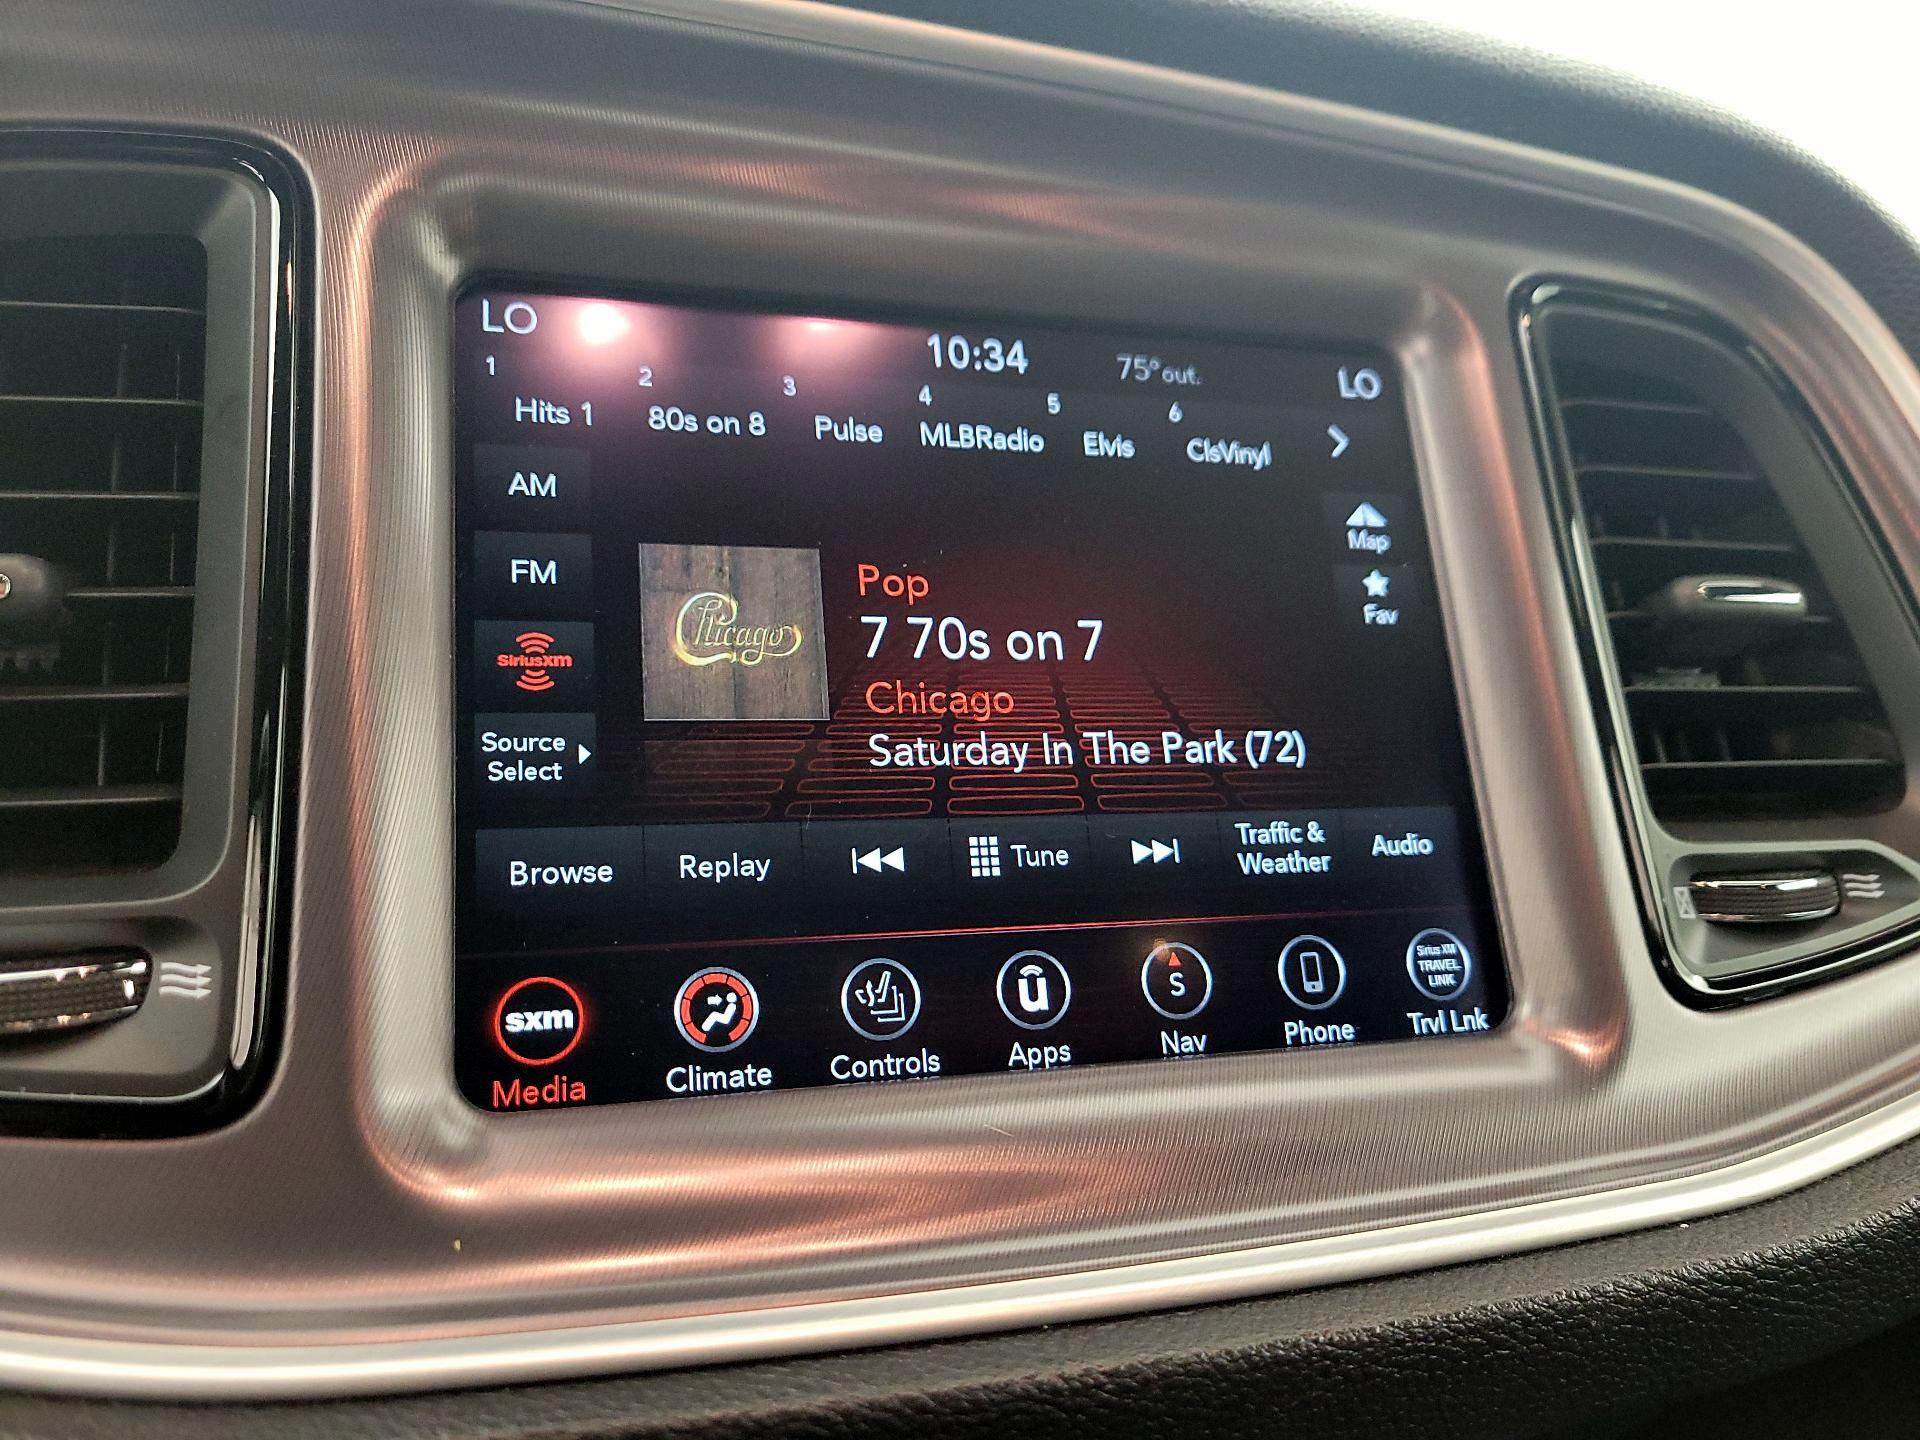 LO
10:34
75° out.
LO
1
2
3
4
5
6
Hits 1
80s on 8
Pulse
MLBRadio
Elvis
ClsVinyl
AM
FM
SiriusXM
Source
Select
Map
Fav
Chicago
Pop
7 70s on 7
Chicago
Saturday In The Park (72)
Browse
Replay
Tune
Traffic &
Weather
Audio
sxm
Media
Climate
Controls
ū
Apps
S
Nav
Phone
Sirius XM
TRAVEL
LINK
Trvl Lnk